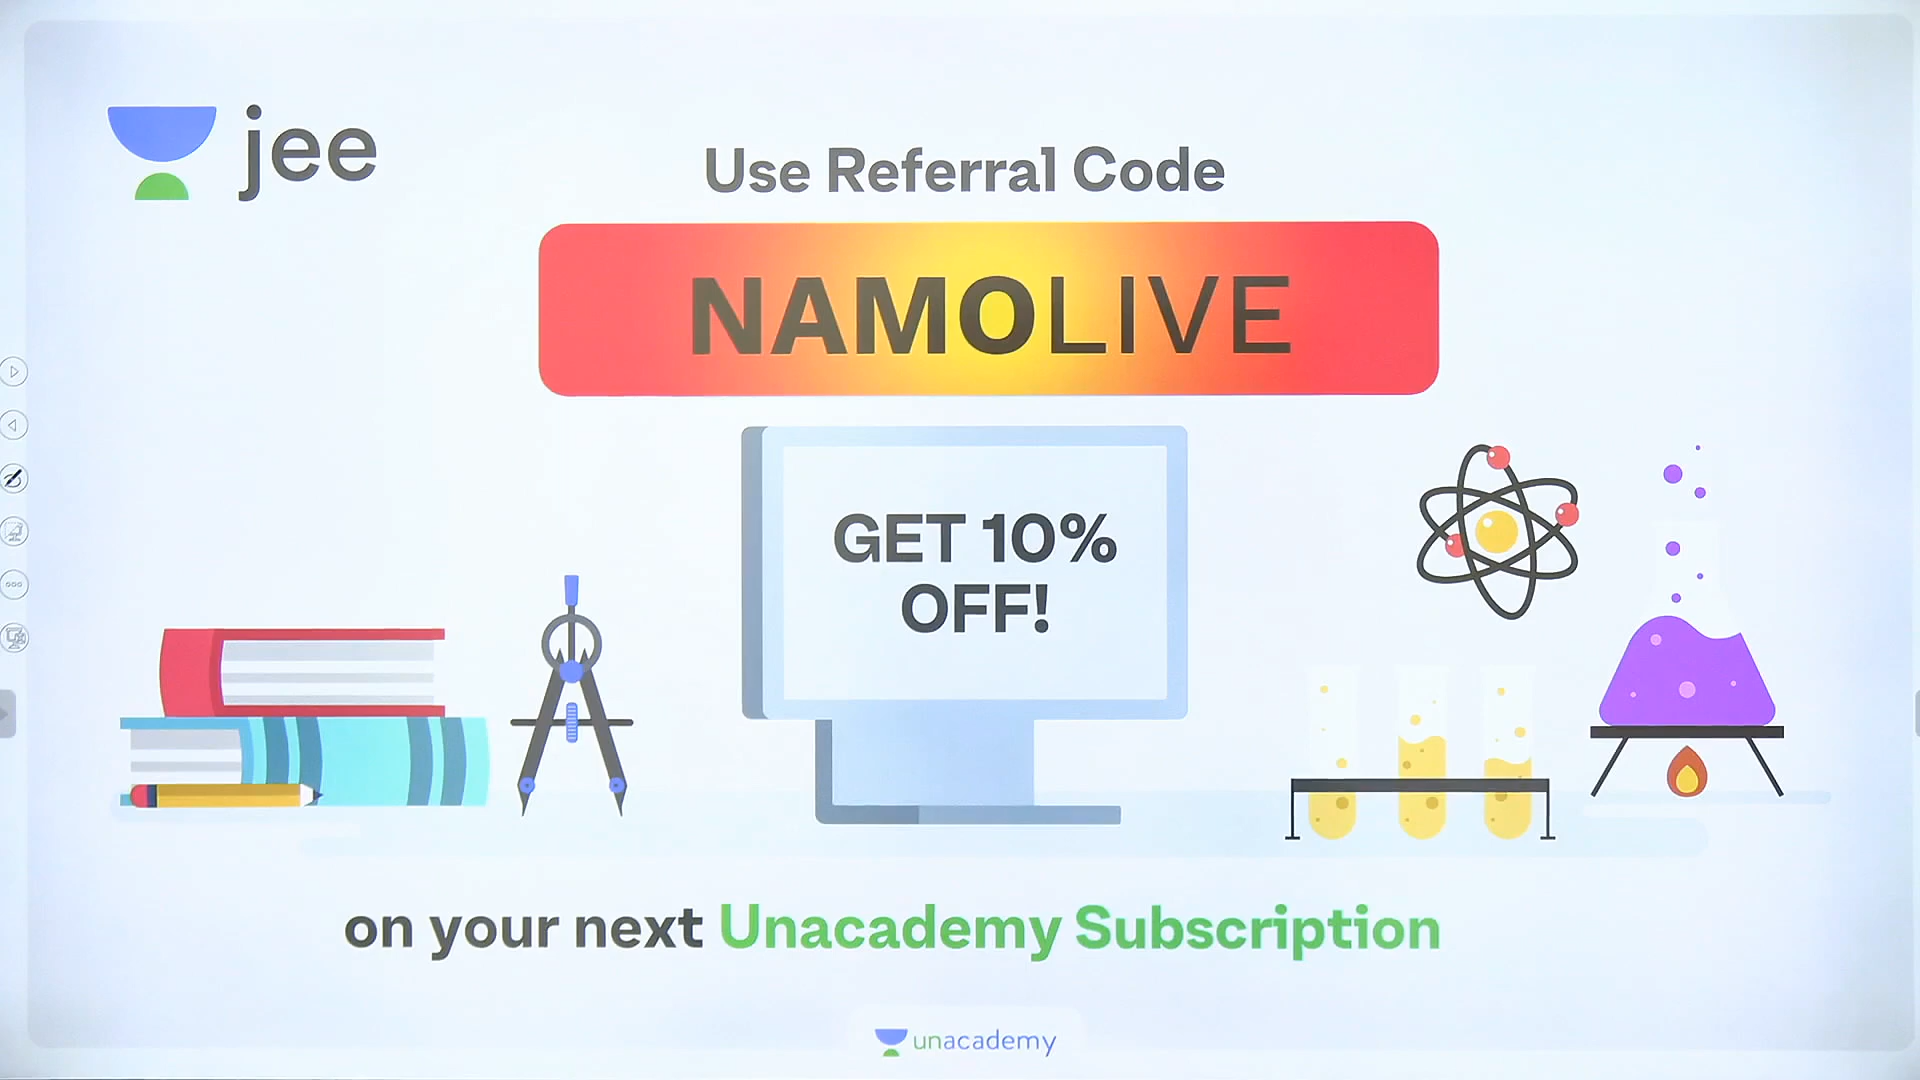 jee
Use Referral Code
NAMOLIVE
GET 10%
OFF!
on your next Unacademy Subscription
unacademy